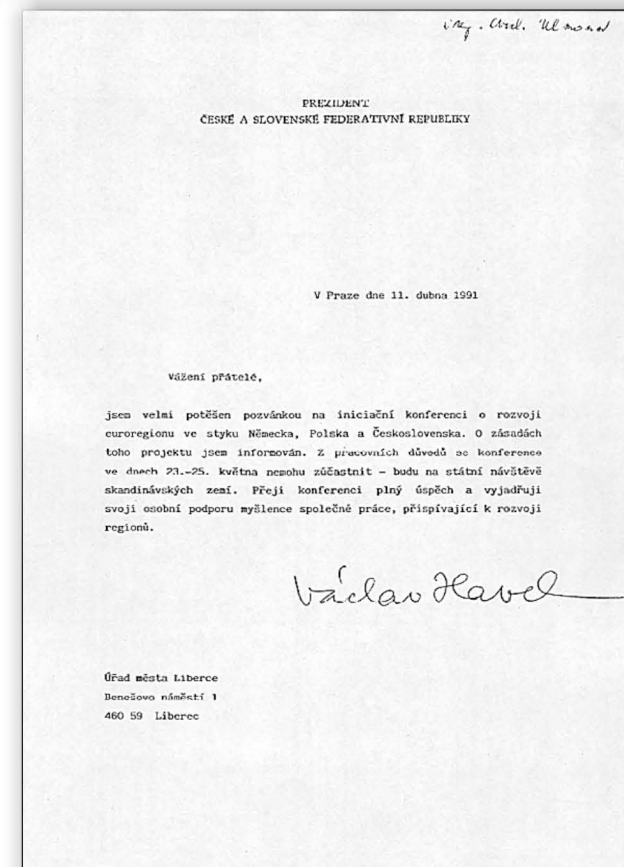 PREZIDENT
ČESKÉ A SLOVENSKÉ FEDERATIVNÍ REPUBLIKY
V Praze dne 11. dubna 1991
Vážení přátelé,
jsem velmi potěšen pozvánkou na iniciační konferenci o rozvoji
euroregionu ve styku Německa, Polska a Československa. O zásadách
toho projektu jsem informován. Z pracovních důvodů se konference
ve dnech 23.-25. května nemohu zúčastnit – budu na státní návštěvě
skandinávských zemí. Přeji konferenci plný úspěch a vyjadřuji
svoji osobní podporu myšlence společné práce, přispívající k rozvoji
regionů.
Václav Havel
Úřad města Liberce
Benešovo náměstí 1
460 59 Liberec